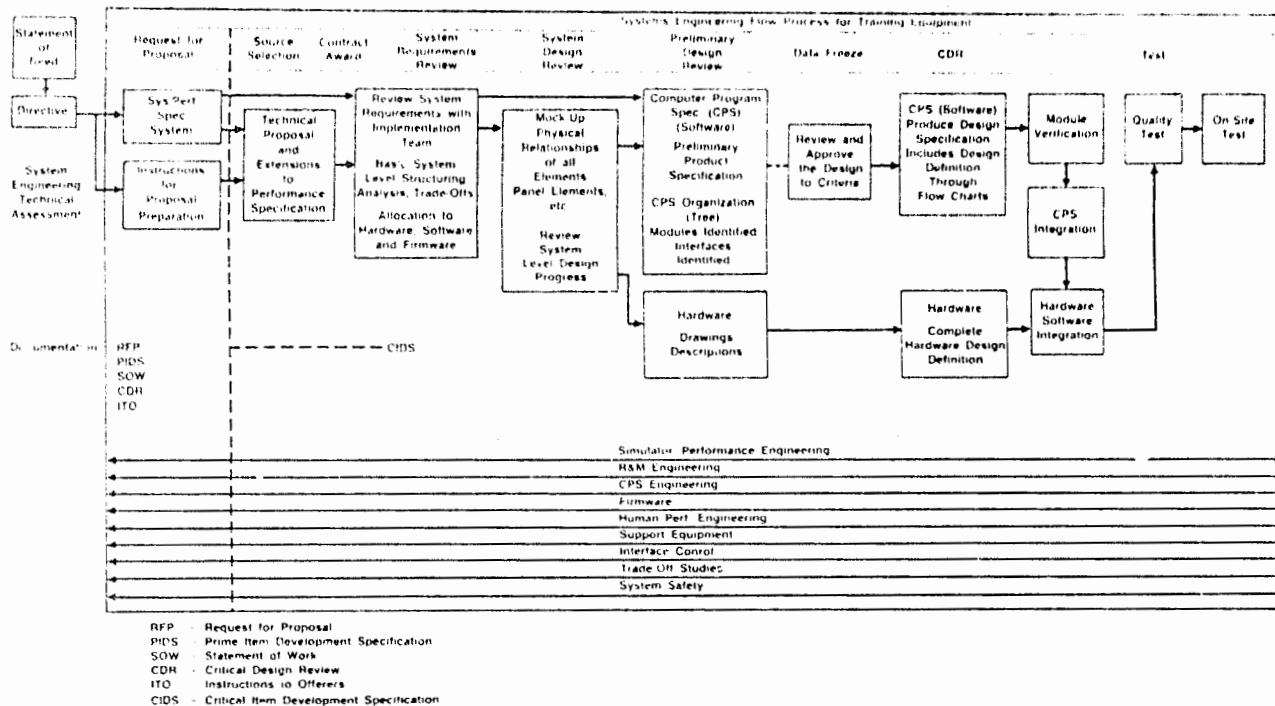 Systems Engineering Flow Process for Training Equipment
Statement
of
Need
Directive
System
Engineering
Technical
Assessment
Documentation
Request for
Proposal
Source
Selection
Contract
Award
System
Requirements
Review
System
Design
Review
Preliminary
Design
Review
Data Freeze
CDR
Test
Sys/Perf
Spec
System
Instructions
for
Proposal
Preparation
Technical
Proposal
and
Extensions
to
Performance
Specification
Review System
Requirements with
Implementation
Team
Basic System
Level Structuring
Analysis, Trade-Offs
Allocation to
Hardware, Software
and Firmware
Mock Up
Physical
Relationships
of all
Elements
Panel Elements,
etc
Review
System
Level Design
Progress
Computer Program
Spec (CPS)
(Software)
Preliminary
Product
Specification
CPS Organization
(Tree)
Modules Identified
Interfaces
Identified
Hardware
Drawings
Descriptions
Review and
Approve
the Design
to Criteria
CPS (Software)
Produce Design
Specification
Includes Design
Definition
Through
Flow Charts
Hardware
Complete
Hardware Design
Definition
Module
Verification
CPS
Integration
Hardware
Software
Integration
Quality
Test
On Site
Test
RFP
PIDS
SOW
CDR
ITO
CIDS
Simulator Performance Engineering
R&M Engineering
CPS Engineering
Firmware
Human Perf. Engineering
Support Equipment
Interface Conrol
Trade Off Studies
System Safety
RFP - Request for Proposal
PIDS - Prime Item Development Specification
SOW - Statement of Work
CDR - Critical Design Review
ITO Instructions to Offerers
CIDS - Critical Item Development Specification